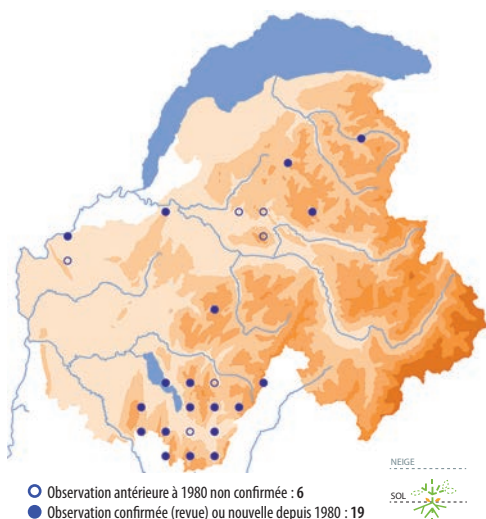 NEIGE
SOL
Observation antérieure à 1980 non confirmée : 6
Observation confirmée (revue) ou nouvelle depuis 1980 : 19